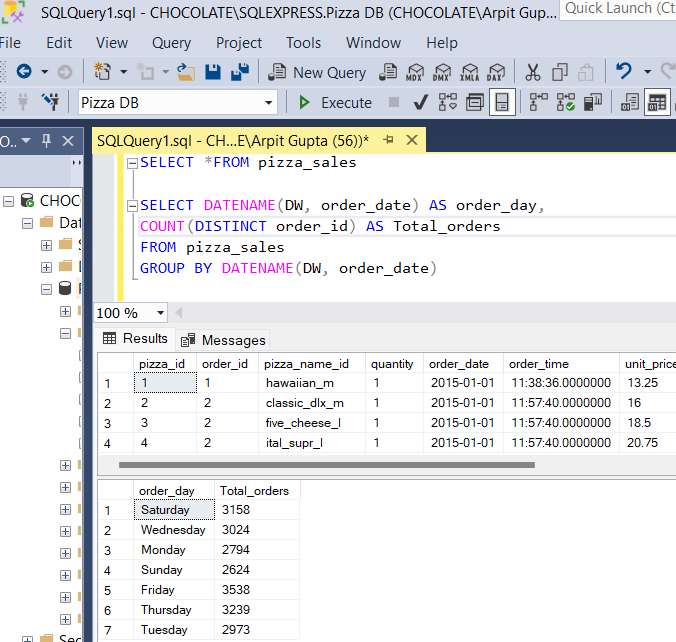 SQLQuery1.sql - CHOCOLATE\SQLEXPRESS.Pizza DB (CHOCOLATE\Arpit Gup...
Quick Launch (Ct
File Edit View Query Project Tools Window Help
New Query MDX DMX XMLA DAX
Pizza DB Execute
O..
SQLQuery1.sql - CH...E\Arpit Gupta (56))*
SELECT *FROM pizza_sales
SELECT DATENAME(DW, order_date) AS order_day,
COUNT(DISTINCT order_id) AS Total_orders
FROM pizza_sales
GROUP BY DATENAME(DW, order_date)
CHOC
Dat
100 %
Results Messages
pizza_id order_id pizza_name_id quantity order_date order_time unit_price
1 1 1 hawaiian_m 1 2015-01-01 11:38:36.0000000 13.25
2 2 2 classic_dlx_m 1 2015-01-01 11:57:40.0000000 16
3 3 2 five_cheese_l 1 2015-01-01 11:57:40.0000000 18.5
4 4 2 ital_supr_l 1 2015-01-01 11:57:40.0000000 20.75
order_day Total_orders
1 Saturday 3158
2 Wednesday 3024
3 Monday 2794
4 Sunday 2624
5 Friday 3538
6 Thursday 3239
7 Tuesday 2973
Sec